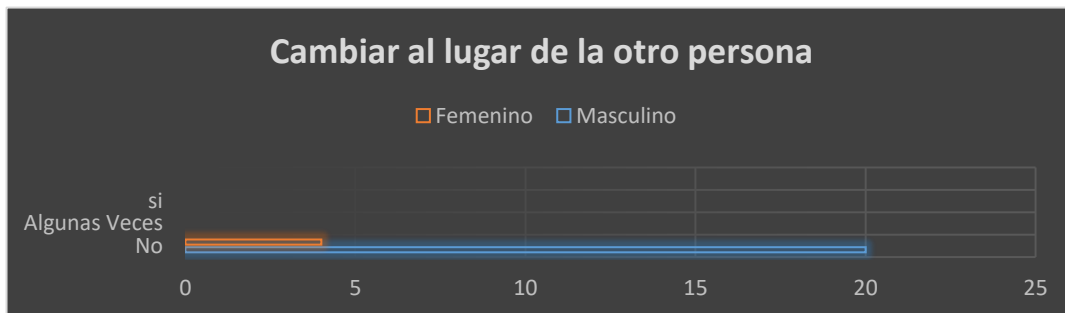 Cambiar al lugar de la otro persona
Femenino Masculino
si
Algunas Veces
No
0 5 10 15 20 25